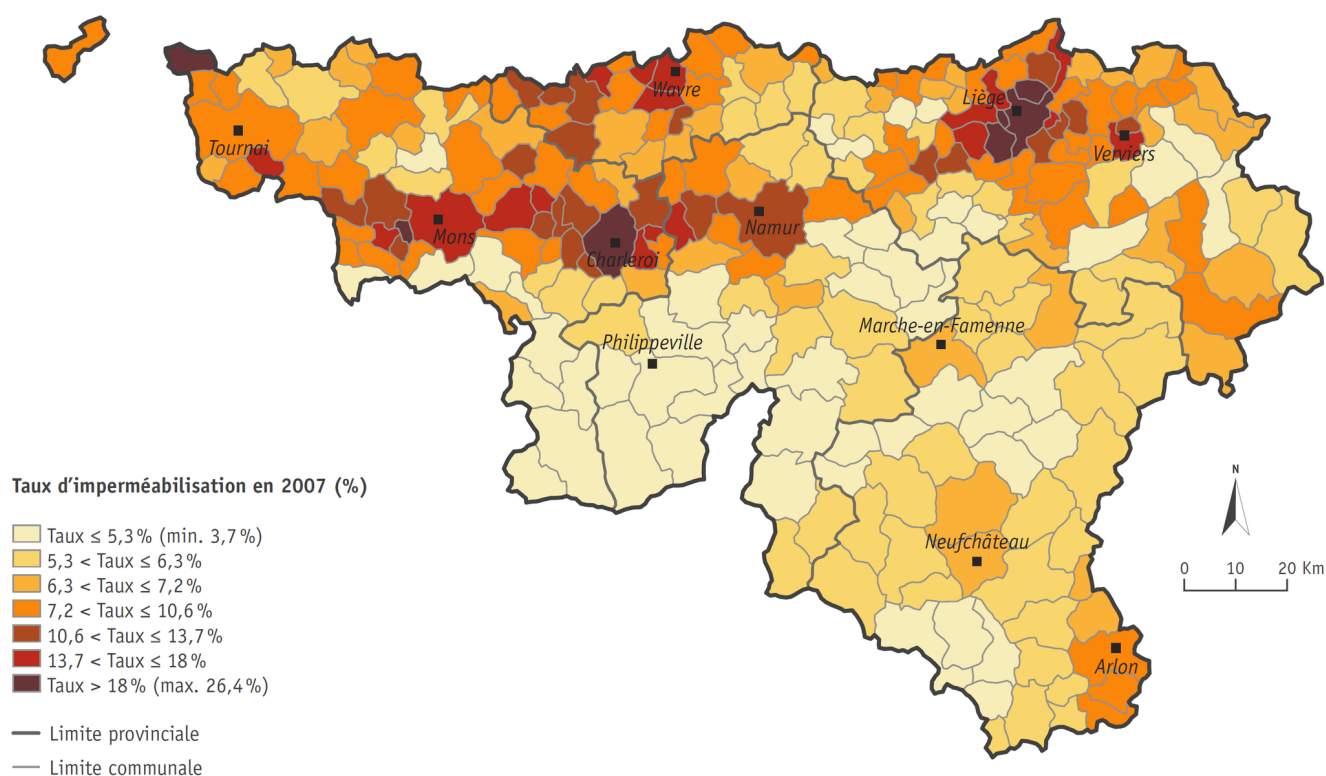 Wavre
Liège
Tournai
Verviers
Mons
Namur
Charleroi
Marche-en-Famenne
Philippeville
Taux d'imperméabilisation en 2007 (%)
Taux ≤ 5,3 % (min. 3,7 %)
5,3 < Taux ≤ 6,3 %
6,3 < Taux ≤ 7,2 %
7,2 < Taux ≤ 10,6 %
10,6 < Taux ≤ 13,7 %
13,7 < Taux ≤ 18 %
Taux > 18 % (max. 26,4 %)
Limite provinciale
Limite communale
N
Neufchâteau
0 10 20 Km
Arlon